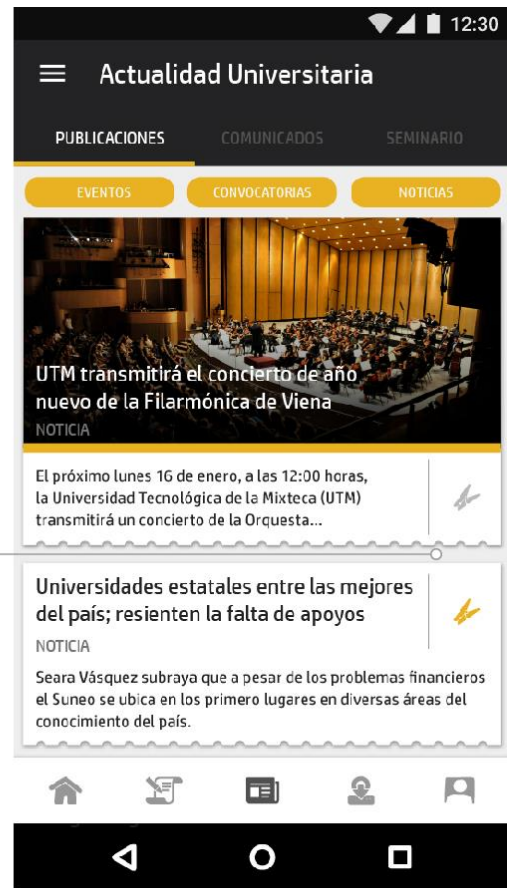 12:30
Actualidad Universitaria
PUBLICACIONES COMUNICADOS SEMINARIO
EVENTOS CONVOCATORIAS NOTICIAS
UTM transmitirá el concierto de año
nuevo de la Filarmónica de Viena
NOTICIA
El próximo lunes 16 de enero, a las 12:00 horas,
la Universidad Tecnológica de la Mixteca (UTM)
transmitirá un concierto de la Orquesta...
Universidades estatales entre las mejores
del país; resienten la falta de apoyos
NOTICIA
Seara Vásquez subraya que a pesar de los problemas financieros
el Suneo se ubica en los primero lugares en diversas áreas del
conocimiento del país.